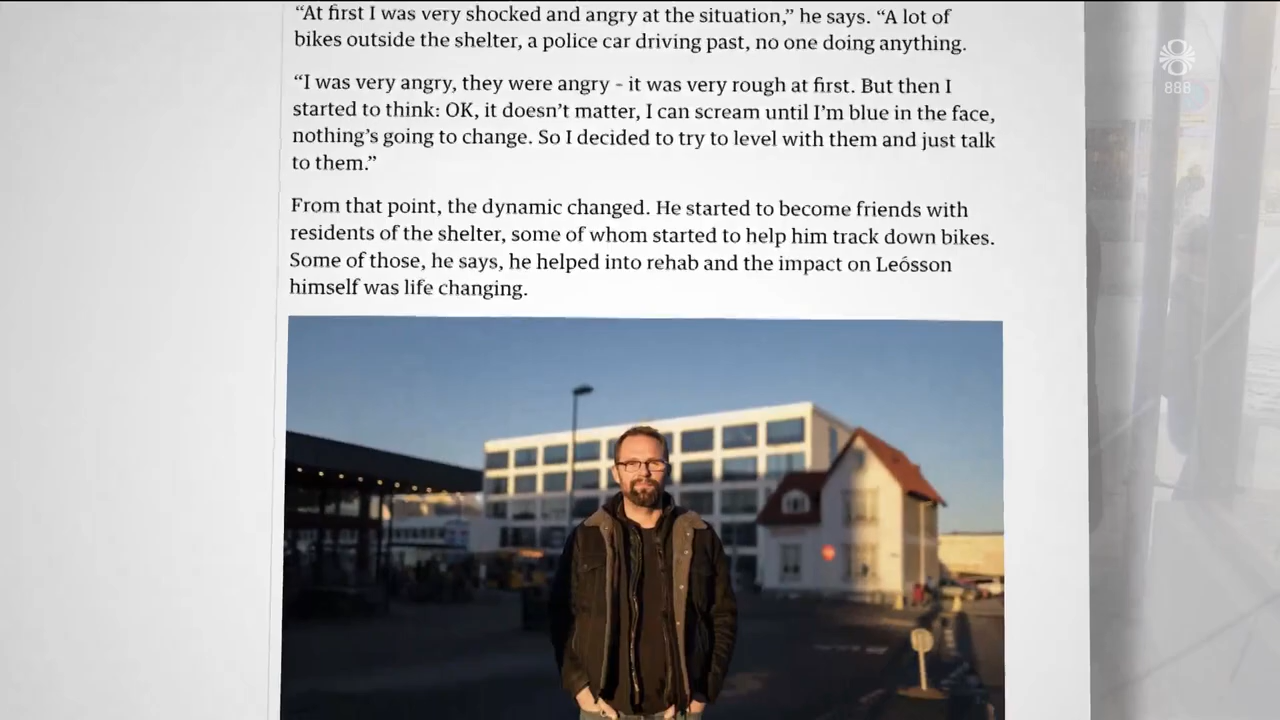 “At first I was very shocked and angry at the situation,” he says. “A lot of
bikes outside the shelter, a police car driving past, no one doing anything.
“I was very angry, they were angry - it was very rough at first. But then I
started to think: OK, it doesn’t matter, I can scream until I’m blue in the face,
nothing’s going to change. So I decided to try to level with them and just talk
to them.”
From that point, the dynamic changed. He started to become friends with
residents of the shelter, some of whom started to help him track down bikes.
Some of those, he says, he helped into rehab and the impact on Leósson
himself was life changing.
888